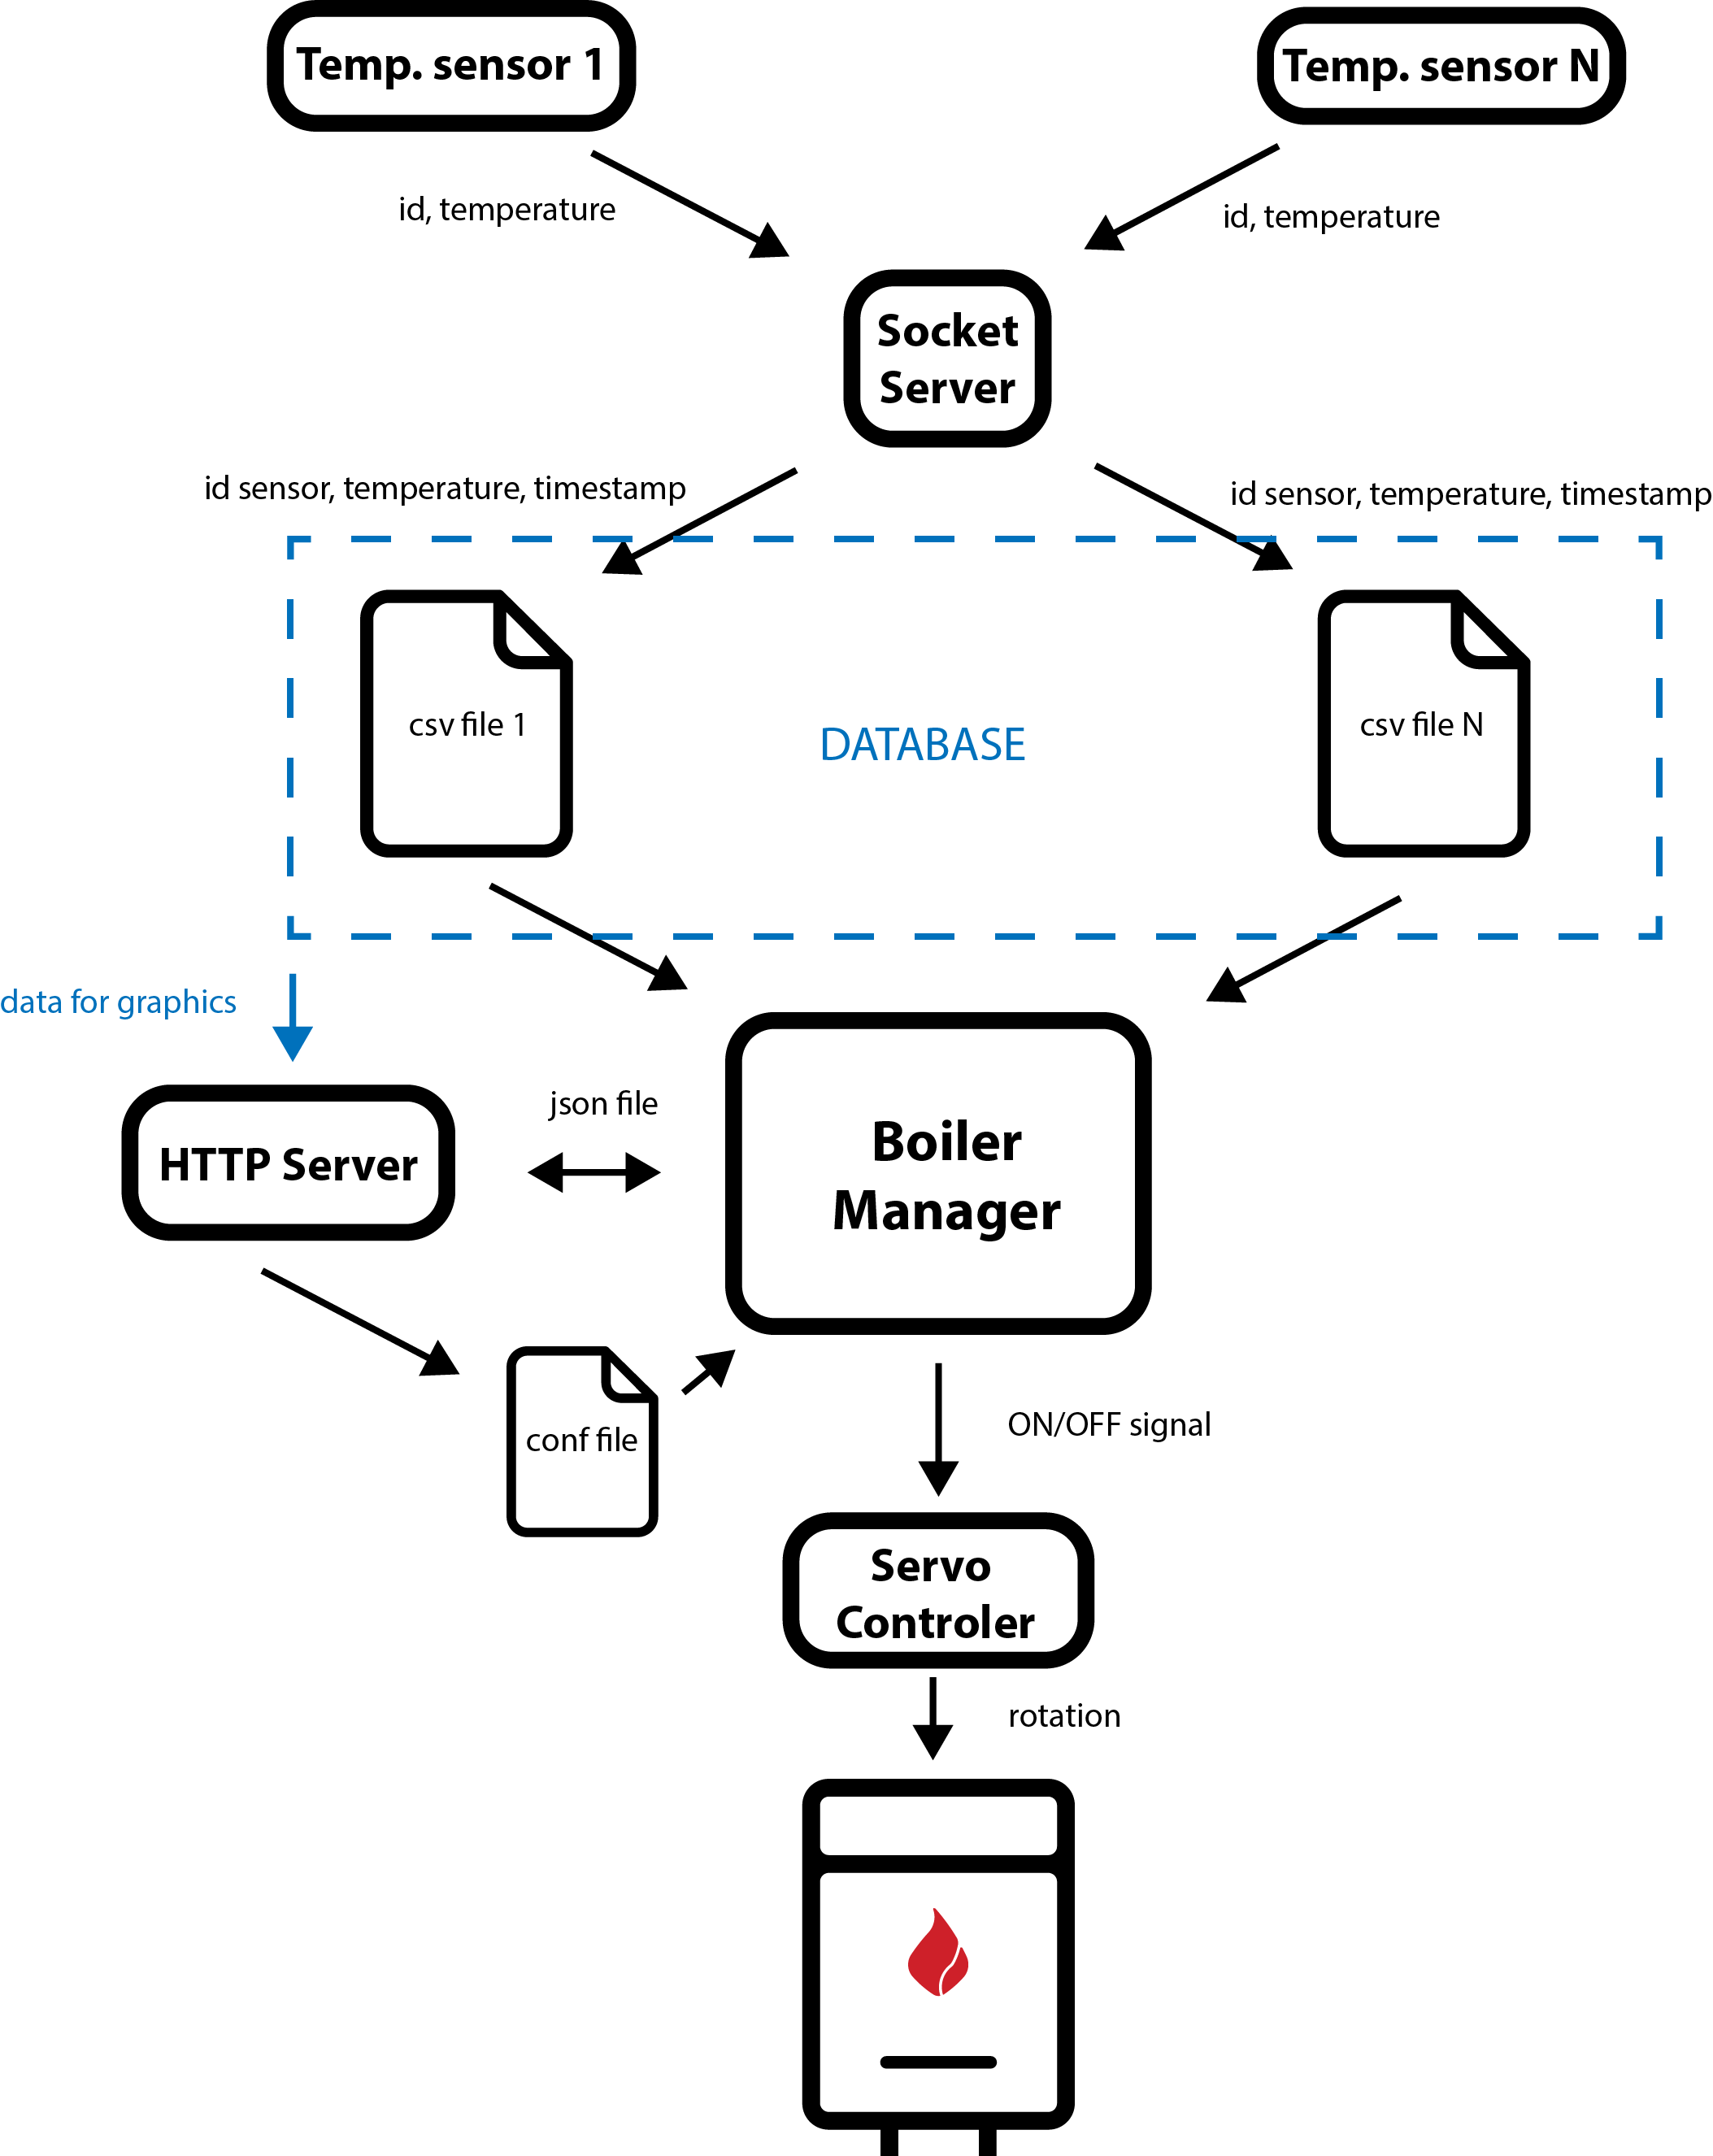 Temp. sensor 1
Temp. sensor N
id, temperature
id, temperature
Socket
Server
id sensor, temperature, timestamp
id sensor, temperature, timestamp
csv file 1
DATABASE
csv file N
data for graphics
json file
HTTP Server
Boiler
Manager
conf file
ON/OFF signal
Servo
Controler
rotation